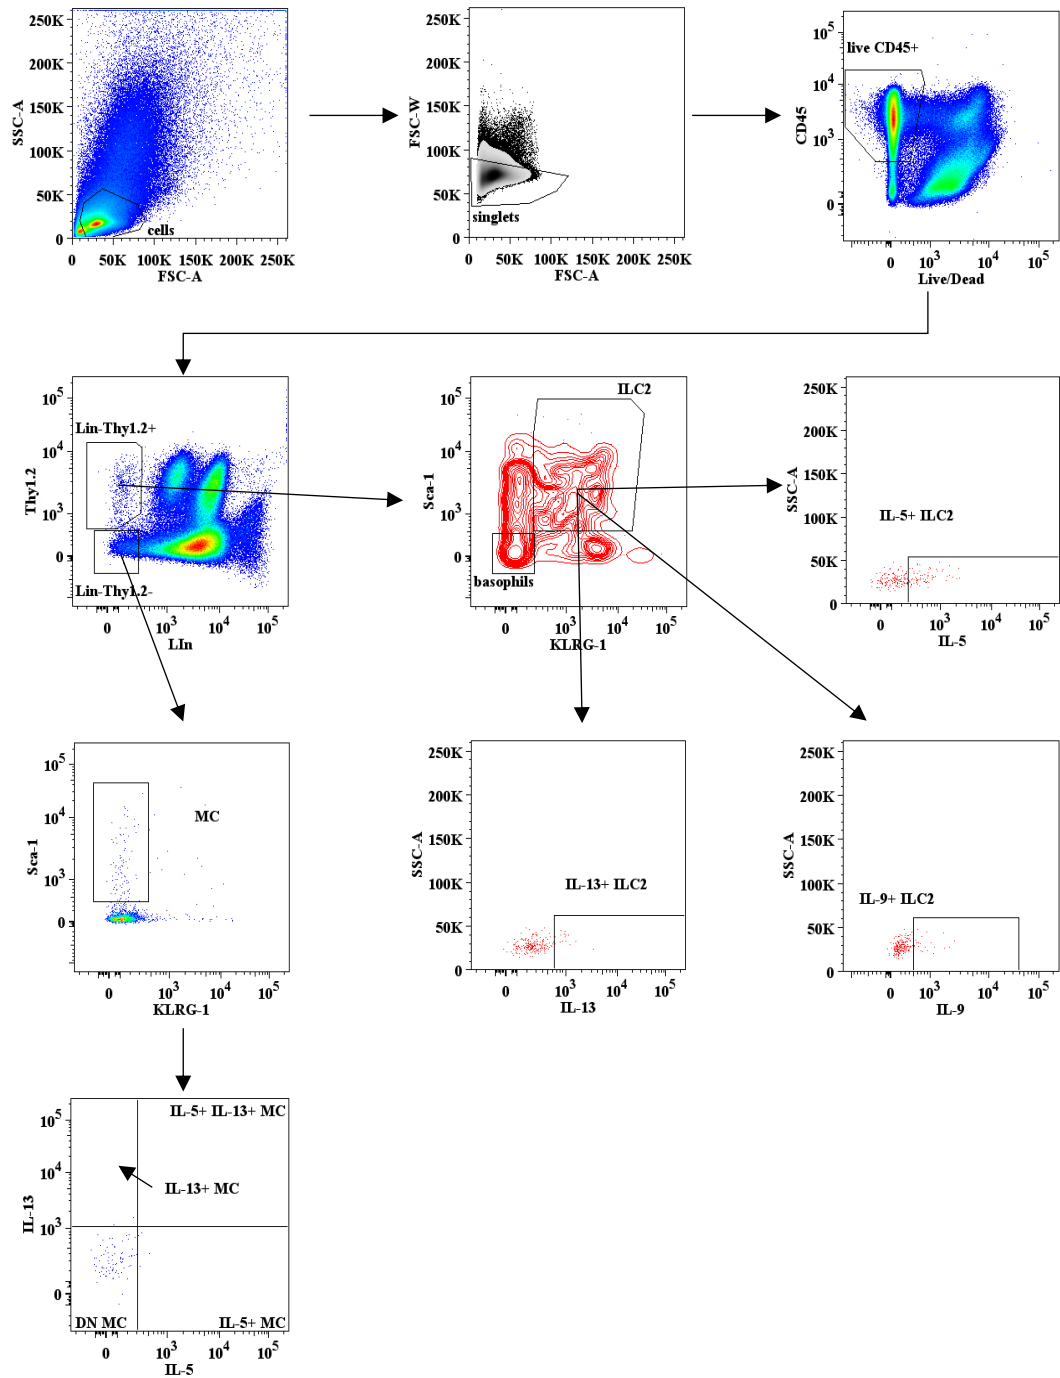 250K
200K
150K
100K
50K
0
SSC-A
cells
0 50K 100K 150K 200K 250K
FSC-A
250K
200K
150K
100K
50K
0
FSC-W
singlets
0 50K 100K 150K 200K 250K
FSC-A
10^5
10^4
10^3
0
CD45
live CD45+
0 10^3 10^4 10^5
Live/Dead
10^5
10^4
10^3
0
Thy1.2
Lin-Thy1.2+
Lin-Thy1.2-
0 10^3 10^4 10^5
LIn
10^5
10^4
10^3
0
Sca-1
ILC2
basophils
0 10^3 10^4 10^5
KLRG-1
250K
200K
150K
100K
50K
0
SSC-A
IL-5+ ILC2
0 10^3 10^4 10^5
IL-5
10^5
10^4
10^3
0
Sca-1
MC
0 10^3 10^4 10^5
KLRG-1
250K
200K
150K
100K
50K
0
SSC-A
IL-13+ ILC2
0 10^3 10^4 10^5
IL-13
250K
200K
150K
100K
50K
0
SSC-A
IL-9+ ILC2
0 10^3 10^4 10^5
IL-9
10^5
10^4
10^3
0
IL-13
IL-5+ IL-13+ MC
IL-13+ MC
DN MC
IL-5+ MC
0 10^3 10^4 10^5
IL-5